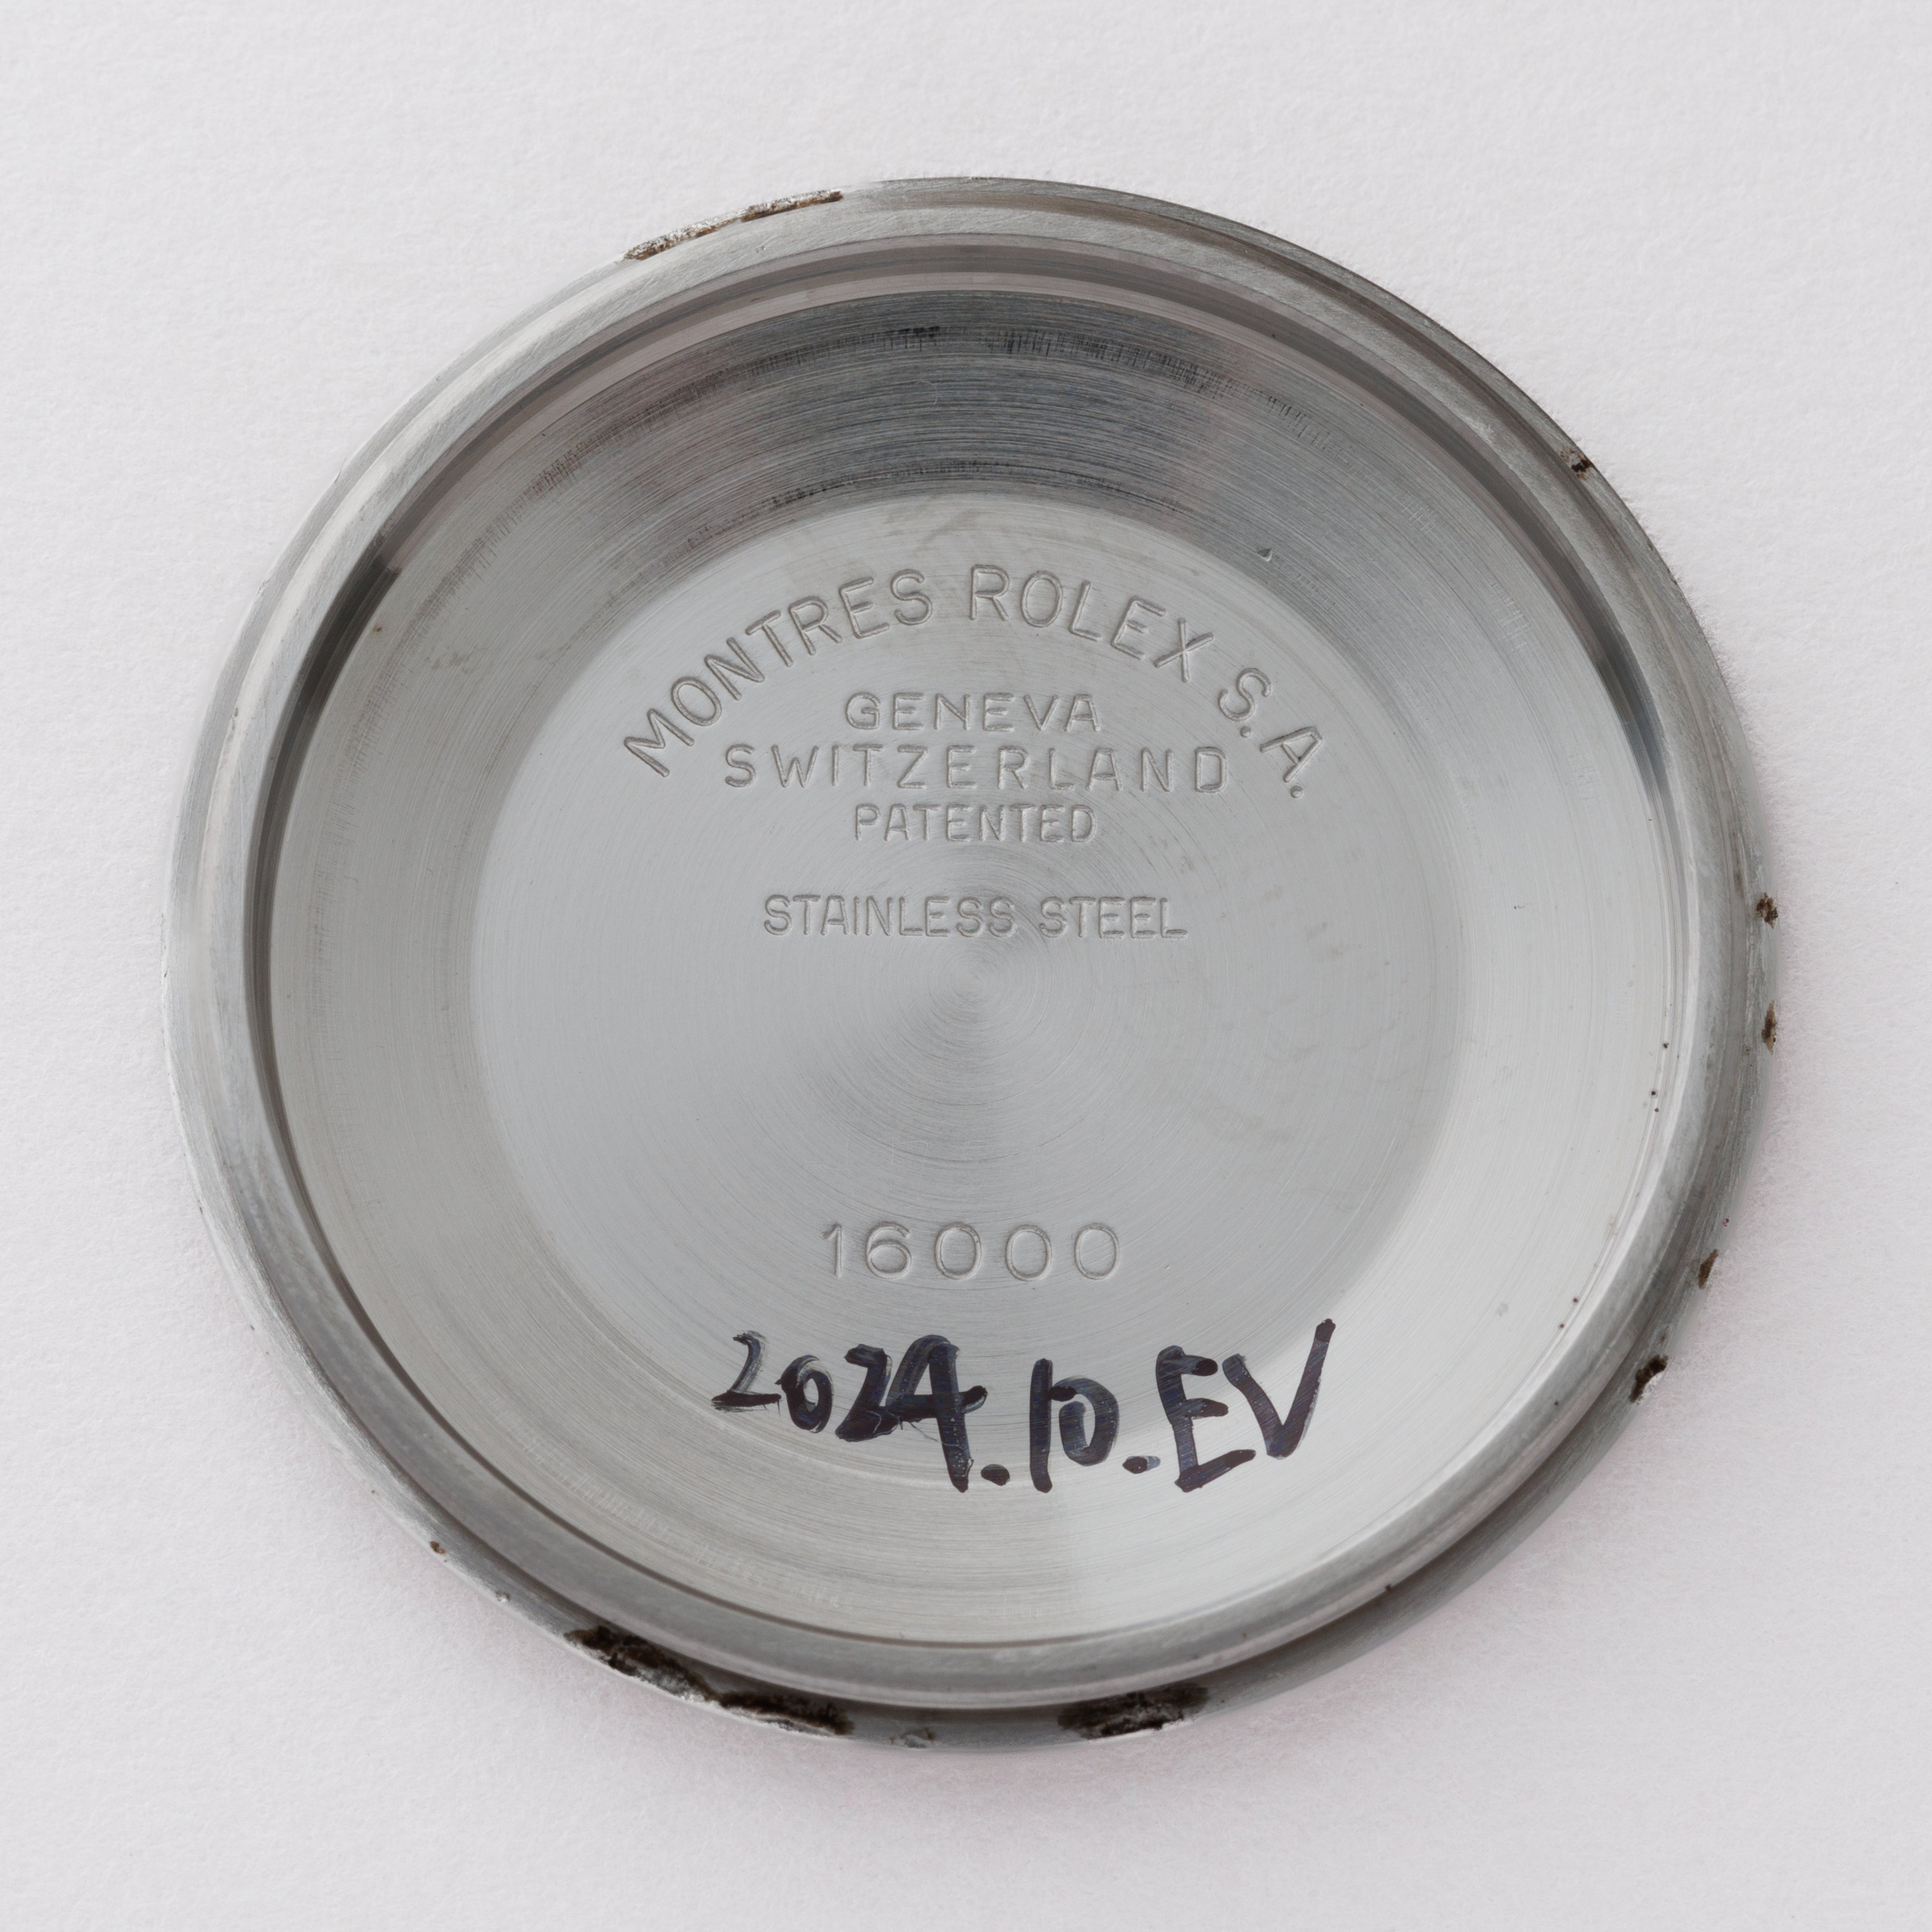 MONTRES ROLEX S.A.
GENEVA
SWITZERLAND
PATENTED
STAINLESS STEEL
16000
2024.10.EV